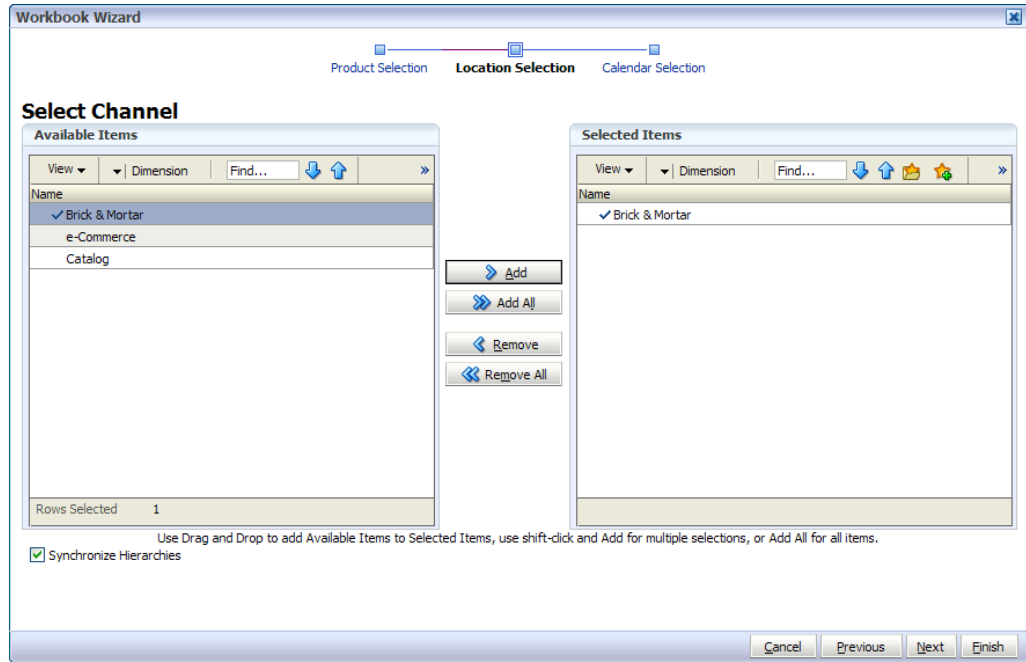 Workbook Wizard
Product Selection Location Selection Calendar Selection
Select Channel
Available Items
View Dimension Find... »
Name
Brick & Mortar
e-Commerce
Catalog
Rows Selected 1
Add
Add All
Remove
Remove All
Selected Items
View Dimension Find... »
Name
Brick & Mortar
Use Drag and Drop to add Available Items to Selected Items, use shift-click and Add for multiple selections, or Add All for all items.
Synchronize Hierarchies
Cancel Previous Next Finish